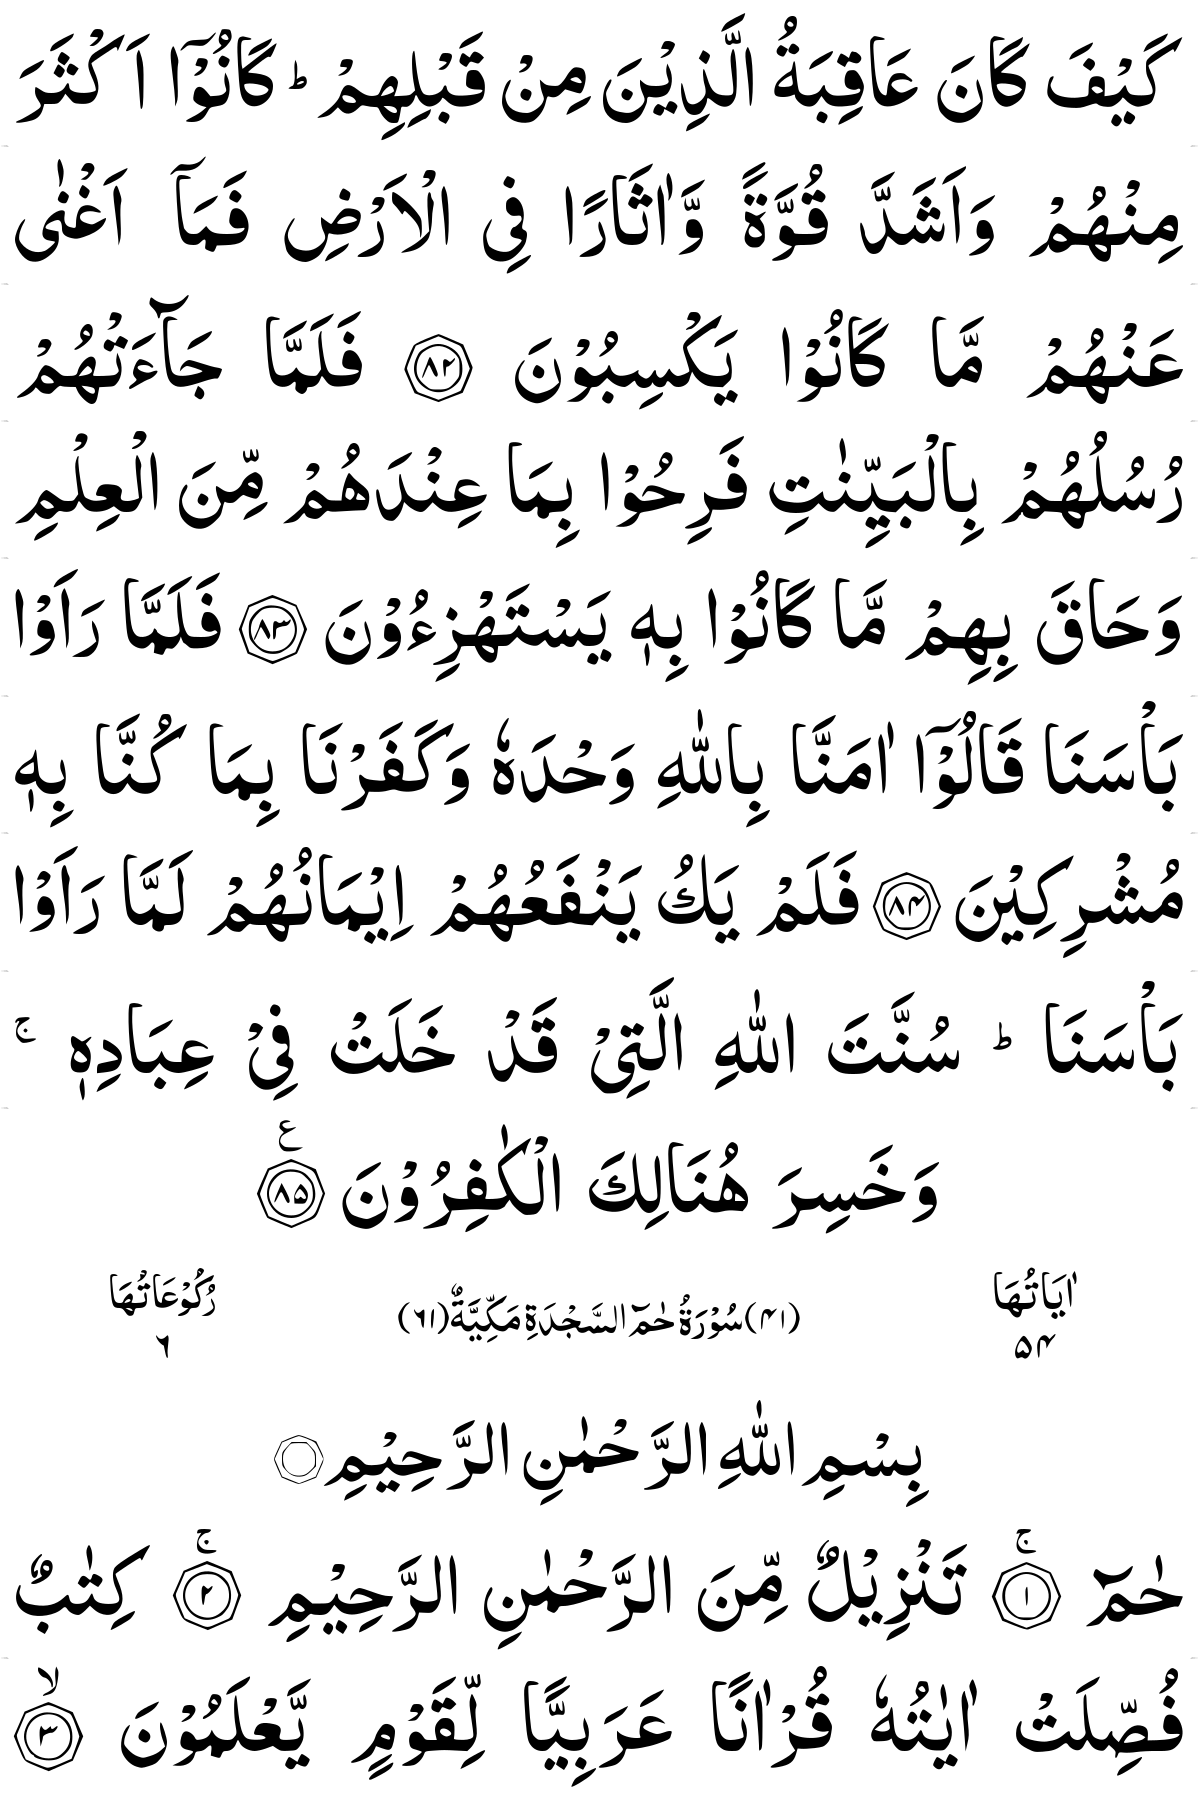 كَيْفَ كَانَ عَاقِبَةُ الَّذِيْنَ مِنْ قَبْلِهِمْ ؕ كَانُوْۤا اَكْثَرَ
مِنْهُمْ وَاَشَدَّ قُوَّةً وَّاٰثَارًا فِى الْاَرْضِ فَمَاۤ اَغْنٰى
عَنْهُمْ مَّا كَانُوْا يَكْسِبُوْنَ ﴿۸۲﴾ فَلَمَّا جَآءَتْهُمْ
رُسُلُهُمْ بِالْبَيِّنٰتِ فَرِحُوْا بِمَا عِنْدَهُمْ مِّنَ الْعِلْمِ
وَحَاقَ بِهِمْ مَّا كَانُوْا بِهٖ يَسْتَهْزِءُوْنَ ﴿۸۳﴾ فَلَمَّا رَاَوْا
بَاْسَنَا قَالُوْۤا اٰمَنَّا بِاللّٰهِ وَحْدَهٗ وَكَفَرْنَا بِمَا كُنَّا بِهٖ
مُشْرِكِيْنَ ﴿۸۴﴾ فَلَمْ يَكُ يَنْفَعُهُمْ اِيْمَانُهُمْ لَمَّا رَاَوْا
بَاْسَنَا ؕ سُنَّتَ اللّٰهِ الَّتِىْ قَدْ خَلَتْ فِىْ عِبَادِهٖ ۚ
وَخَسِرَ هُنَالِكَ الْكٰفِرُوْنَ ﴿۸۵﴾ ع
اٰيَاتُهَا ۵۴ (۴۱) سُوْرَةُ حٰمٓ السَّجْدَةِ مَكِّيَّةٌ (۶۱) رُكُوْعَاتُهَا ۶
بِسْمِ اللّٰهِ الرَّحْمٰنِ الرَّحِيْمِ
حٰمٓ ۚ﴿۱﴾ تَنْزِيْلٌ مِّنَ الرَّحْمٰنِ الرَّحِيْمِ ۚ﴿۲﴾ كِتٰبٌ
فُصِّلَتْ اٰيٰتُهٗ قُرْاٰنًا عَرَبِيًّا لِّقَوْمٍ يَّعْلَمُوْنَ ۙ﴿۳﴾